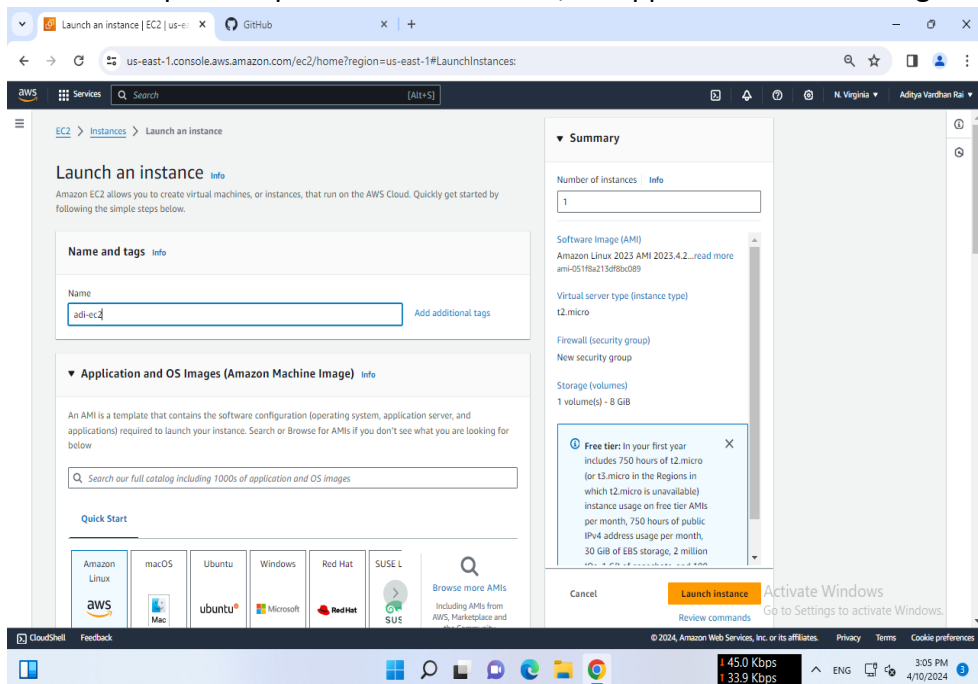 Launch an instance | EC2 | us-ea
GitHub
us-east-1.console.aws.amazon.com/ec2/home?region=us-east-1#LaunchInstances:
aws
Services
Search
[Alt+S]
N. Virginia
Aditya Vardhan Rai
EC2 > Instances > Launch an instance
Launch an instance Info
Amazon EC2 allows you to create virtual machines, or instances, that run on the AWS Cloud. Quickly get started by
following the simple steps below.
Name and tags Info
Name
adi-ec2
Add additional tags
Application and OS Images (Amazon Machine Image) Info
An AMI is a template that contains the software configuration (operating system, application server, and
applications) required to launch your instance. Search or Browse for AMIs if you don't see what you are looking for
below
Search our full catalog including 1000s of application and OS images
Quick Start
Amazon
Linux
aws
macOS
Mac
Ubuntu
ubuntu®
Windows
Microsoft
Red Hat
Red Hat
SUSE L
SUS
Browse more AMIs
Including AMIs from
AWS, Marketplace and
Summary
Number of instances Info
1
Software Image (AMI)
Amazon Linux 2023 AMI 2023.4.2...read more
ami-051f8a213df8bc089
Virtual server type (instance type)
t2.micro
Firewall (security group)
New security group
Storage (volumes)
1 volume(s) - 8 GiB
Free tier: In your first year
includes 750 hours of t2.micro
(or t3.micro in the Regions in
which t2.micro is unavailable)
instance usage on free tier AMIs
per month, 750 hours of public
IPv4 address usage per month,
30 GiB of EBS storage, 2 million
Cancel
Launch instance
Review commands
Activate Windows
Go to Settings to activate Windows.
CloudShell
Feedback
© 2024, Amazon Web Services, Inc. or its affiliates.
Privacy
Terms
Cookie preferences
45.0 Kbps
33.9 Kbps
ENG
3:05 PM
4/10/2024
3